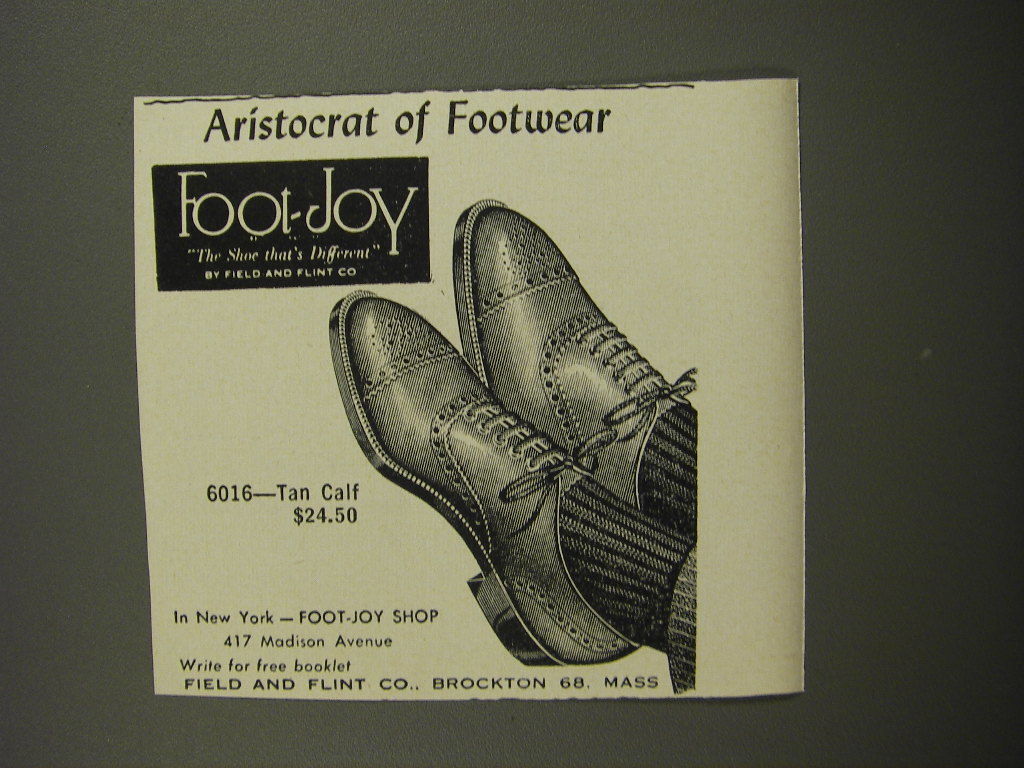 Aristocrat of Footwear
Foot-Joy
"The Shoe that's Different"
BY FIELD AND FLINT CO
6016—Tan Calf
$24.50
In New York — FOOT-JOY SHOP
417 Madison Avenue
Write for free booklet
FIELD AND FLINT CO., BROCKTON 68, MASS